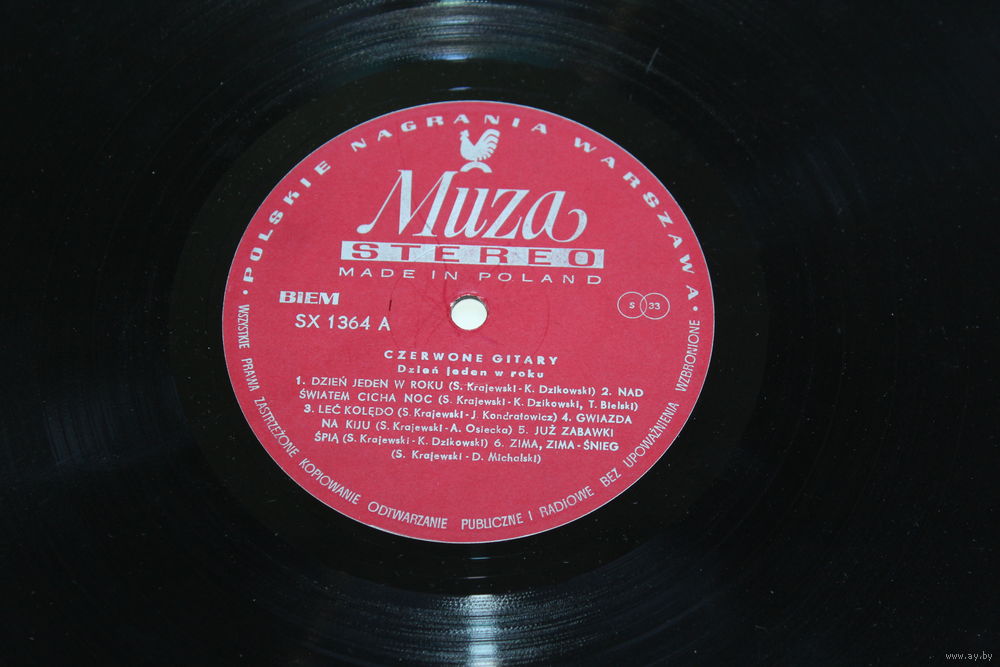 • POLSKIE NAGRANIA WARSZAWA •
Muza
STEREO
MADE IN POLAND
BIEM
SX 1364 A
S 33
CZERWONE GITARY
Dzień jeden w roku
1. DZIEŃ JEDEN W ROKU (S. Krajewski - K. Dzikowski) 2. NAD
ŚWIATEM CICHA NOC (S. Krajewski - K. Dzikowski, T. Bielski)
3. LEĆ KOLĘDO (S. Krajewski - J. Kondratowicz) 4. GWIAZDA
NA KIJU (S. Krajewski - A. Osiecka) 5. JUŻ ZABAWKI
ŚPIĄ (S. Krajewski - K. Dzikowski) 6. ZIMA, ZIMA - ŚNIEG
(S. Krajewski - D. Michalski)
WSZYSTKIE PRAWA ZASTRZEŻONE KOPIOWANIE ODTWARZANIE PUBLICZNE I RADIOWE BEZ UPOWAŻNIENIA WZBRONIONE
www.ay.by